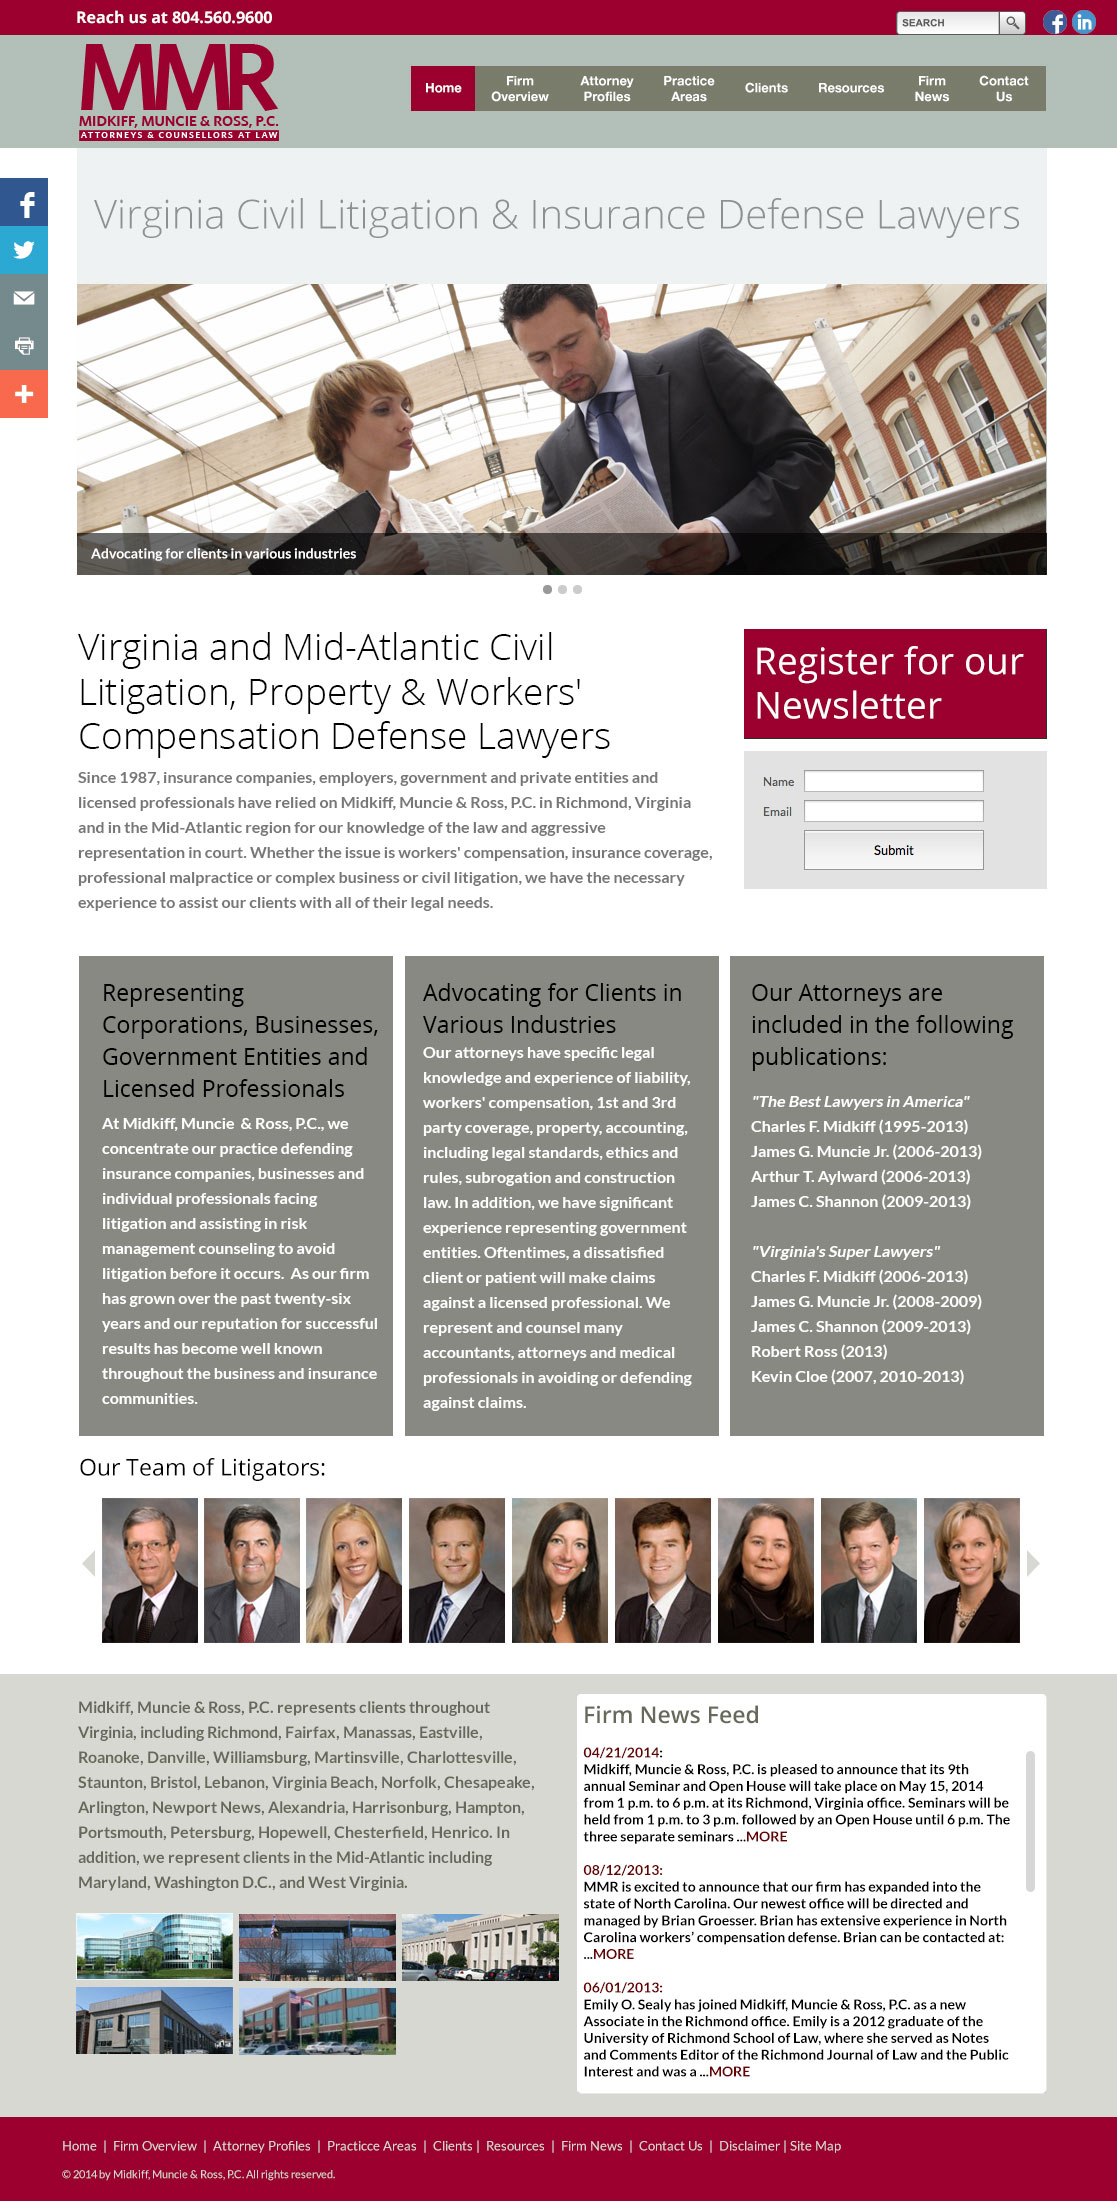 Reach us at 804.560.9600
SEARCH
MMR
MIDKIFF, MUNCIE & ROSS, P.C.
ATTORNEYS & COUNSELLORS AT LAW
Home
Firm Overview
Attorney Profiles
Practice Areas
Clients
Resources
Firm News
Contact Us
Virginia Civil Litigation & Insurance Defense Lawyers
Advocating for clients in various industries
Virginia and Mid-Atlantic Civil
Litigation, Property & Workers'
Compensation Defense Lawyers
Since 1987, insurance companies, employers, government and private entities and
licensed professionals have relied on Midkiff, Muncie & Ross, P.C. in Richmond, Virginia
and in the Mid-Atlantic region for our knowledge of the law and aggressive
representation in court. Whether the issue is workers' compensation, insurance coverage,
professional malpractice or complex business or civil litigation, we have the necessary
experience to assist our clients with all of their legal needs.
Register for our
Newsletter
Name
Email
Submit
Representing
Corporations, Businesses,
Government Entities and
Licensed Professionals
At Midkiff, Muncie & Ross, P.C., we
concentrate our practice defending
insurance companies, businesses and
individual professionals facing
litigation and assisting in risk
management counseling to avoid
litigation before it occurs. As our firm
has grown over the past twenty-six
years and our reputation for successful
results has become well known
throughout the business and insurance
communities.
Advocating for Clients in
Various Industries
Our attorneys have specific legal
knowledge and experience of liability,
workers' compensation, 1st and 3rd
party coverage, property, accounting,
including legal standards, ethics and
rules, subrogation and construction
law. In addition, we have significant
experience representing government
entities. Oftentimes, a dissatisfied
client or patient will make claims
against a licensed professional. We
represent and counsel many
accountants, attorneys and medical
professionals in avoiding or defending
against claims.
Our Attorneys are
included in the following
publications:
"The Best Lawyers in America"
Charles F. Midkiff (1995-2013)
James G. Muncie Jr. (2006-2013)
Arthur T. Aylward (2006-2013)
James C. Shannon (2009-2013)
"Virginia's Super Lawyers"
Charles F. Midkiff (2006-2013)
James G. Muncie Jr. (2008-2009)
James C. Shannon (2009-2013)
Robert Ross (2013)
Kevin Cloe (2007, 2010-2013)
Our Team of Litigators:
Midkiff, Muncie & Ross, P.C. represents clients throughout
Virginia, including Richmond, Fairfax, Manassas, Eastville,
Roanoke, Danville, Williamsburg, Martinsville, Charlottesville,
Staunton, Bristol, Lebanon, Virginia Beach, Norfolk, Chesapeake,
Arlington, Newport News, Alexandria, Harrisonburg, Hampton,
Portsmouth, Petersburg, Hopewell, Chesterfield, Henrico. In
addition, we represent clients in the Mid-Atlantic including
Maryland, Washington D.C., and West Virginia.
Firm News Feed
04/21/2014:
Midkiff, Muncie & Ross, P.C. is pleased to announce that its 9th
annual Seminar and Open House will take place on May 15, 2014
from 1 p.m. to 6 p.m. at its Richmond, Virginia office. Seminars will be
held from 1 p.m. to 3 p.m. followed by an Open House until 6 p.m. The
three separate seminars ...MORE
08/12/2013:
MMR is excited to announce that our firm has expanded into the
state of North Carolina. Our newest office will be directed and
managed by Brian Groesser. Brian has extensive experience in North
Carolina workers’ compensation defense. Brian can be contacted at:
...MORE
06/01/2013:
Emily O. Sealy has joined Midkiff, Muncie & Ross, P.C. as a new
Associate in the Richmond office. Emily is a 2012 graduate of the
University of Richmond School of Law, where she served as Notes
and Comments Editor of the Richmond Journal of Law and the Public
Interest and was a ...MORE
Home | Firm Overview | Attorney Profiles | Practicce Areas | Clients | Resources | Firm News | Contact Us | Disclaimer | Site Map
© 2014 by Midkiff, Muncie & Ross, P.C. All rights reserved.